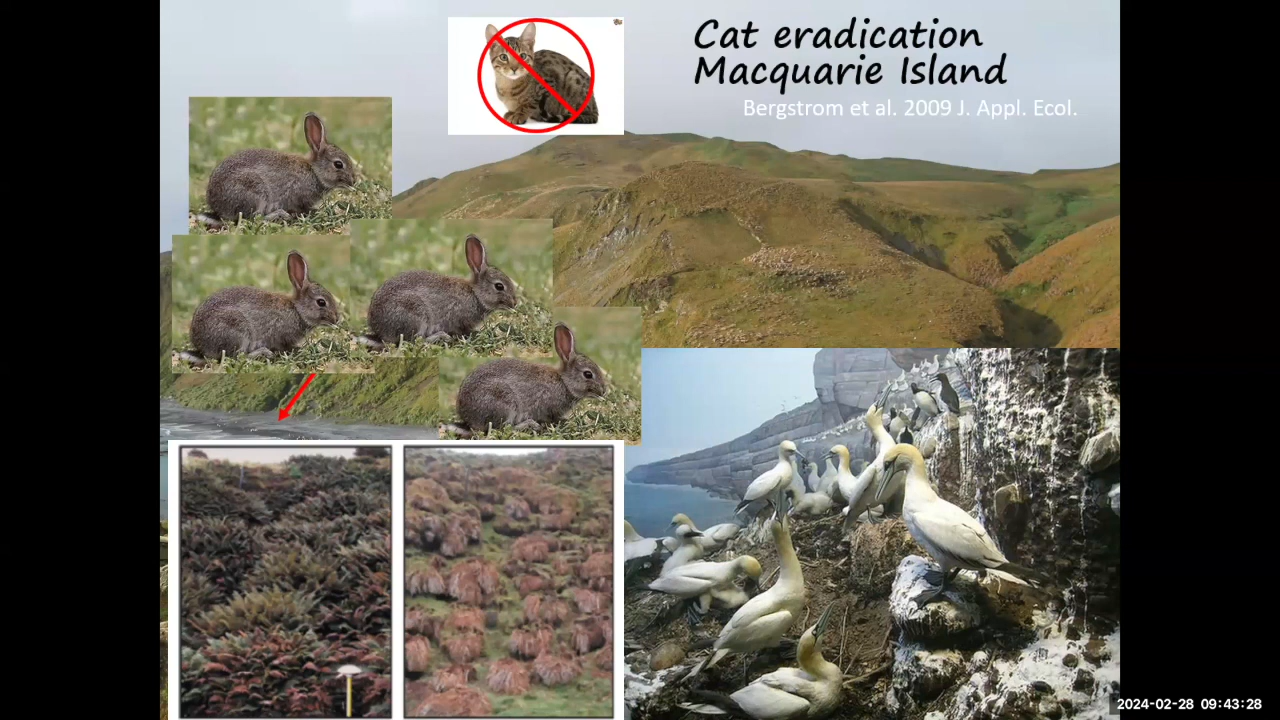 Cat eradication
Macquarie Island
Bergstrom et al. 2009 J. Appl. Ecol.
2024-02-28 09:43:28